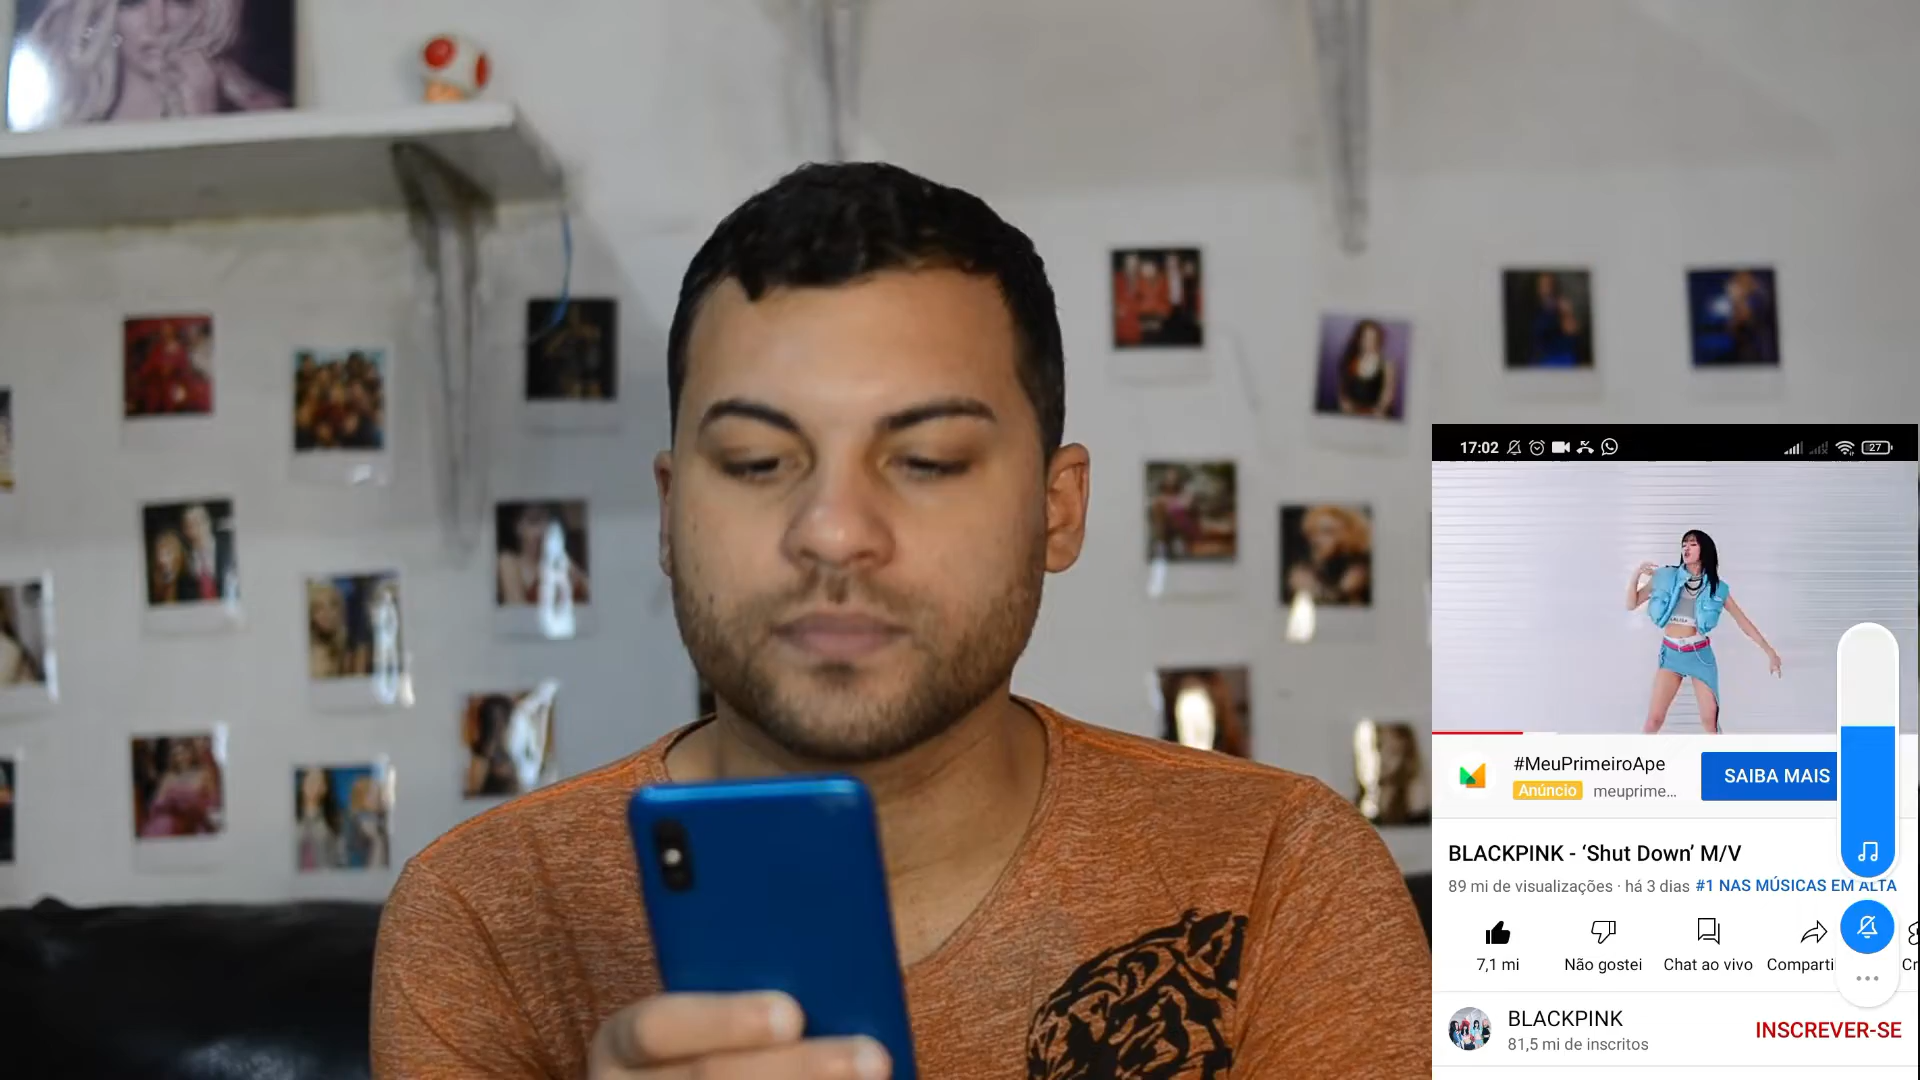 17:02
27
#MeuPrimeiroApe
Anúncio meuprime...
SAIBA MAIS
BLACKPINK - ‘Shut Down’ M/V
89 mi de visualizações · há 3 dias #1 NAS MÚSICAS EM ALTA
7,1 mi
Não gostei
Chat ao vivo
Comparti
Cr
BLACKPINK
81,5 mi de inscritos
INSCREVER-SE